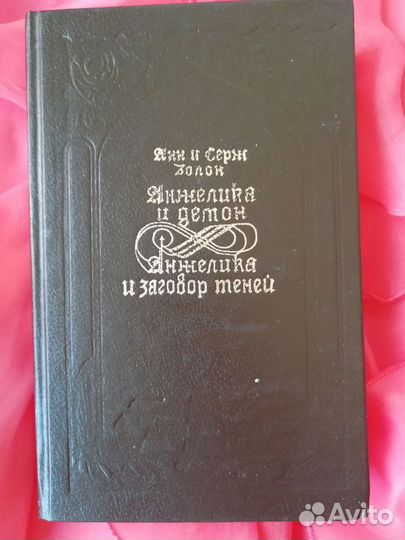 Анн и Серж
Голон
Анжелика
и демон
Анжелика
и заговор теней
Avito